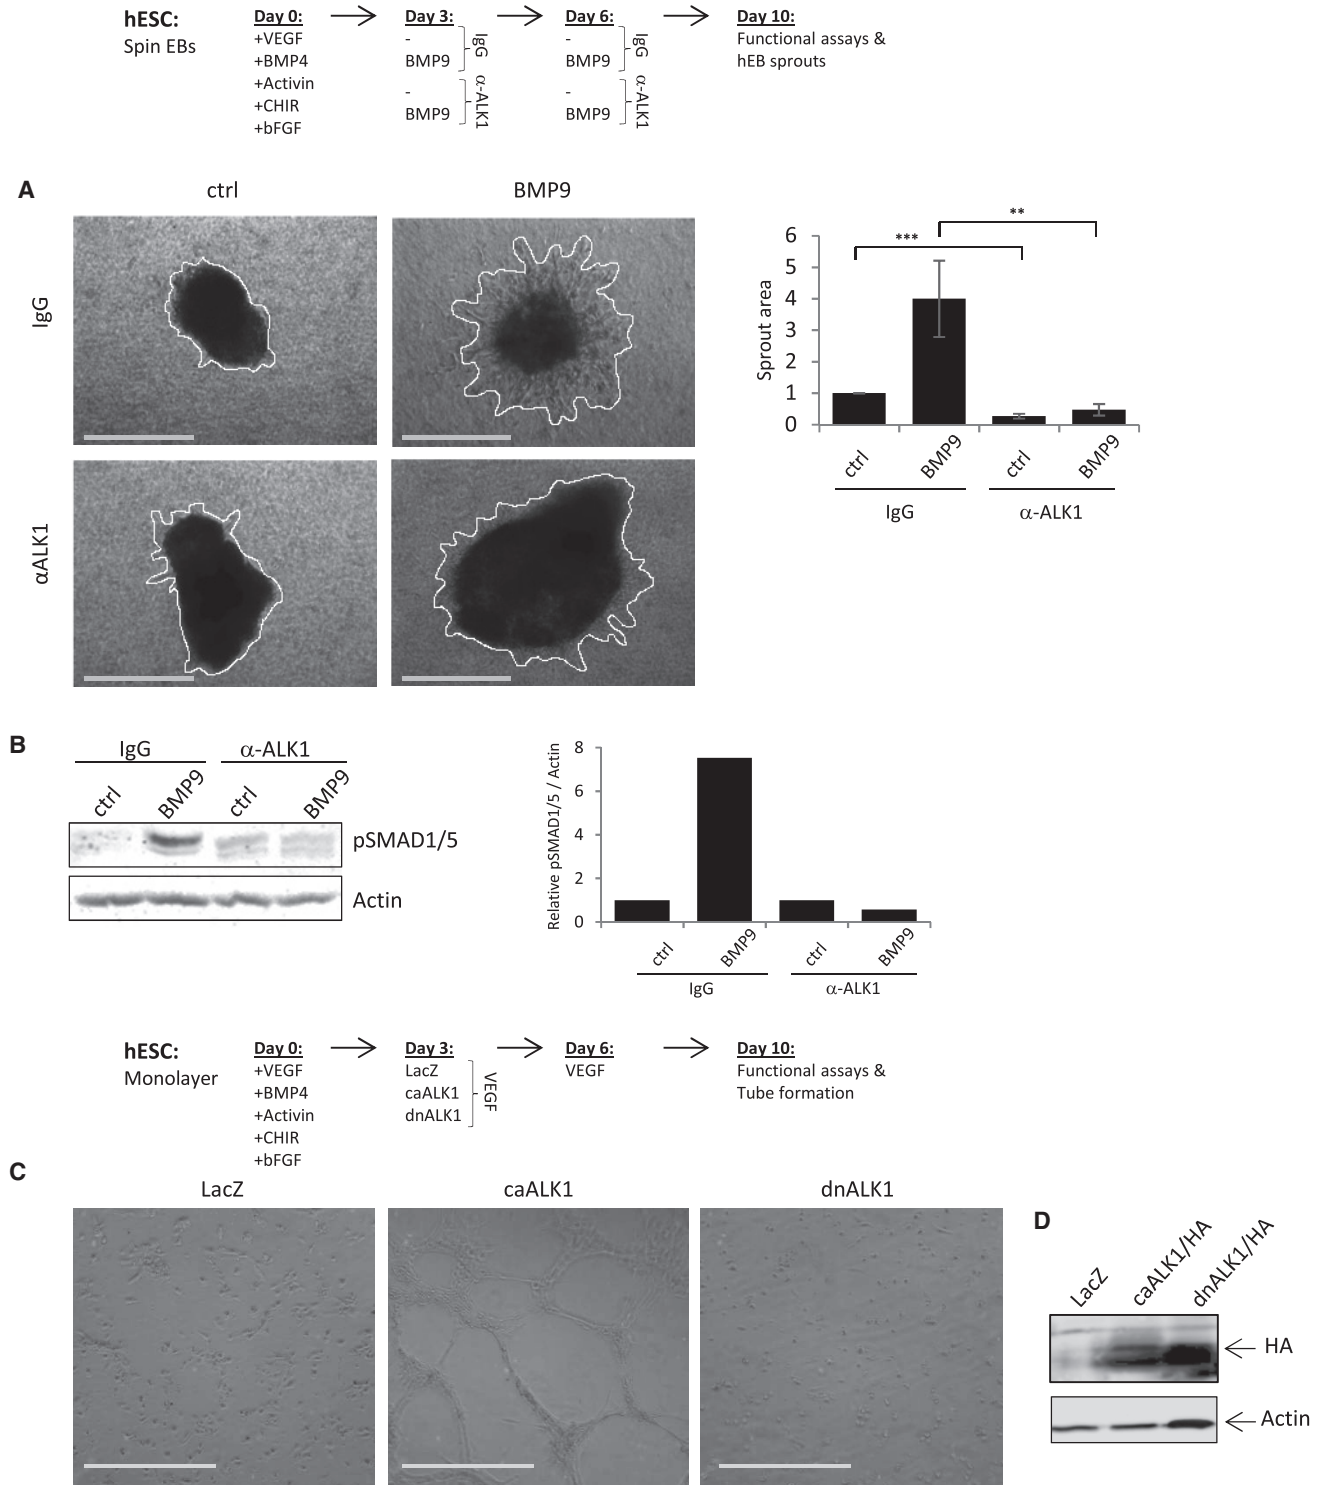 hESC:
Spin EBs
Day 0:
+VEGF
+BMP4
+Activin
+CHIR
+bFGF
Day 3:
-
BMP9
IgG
-
BMP9
α-ALK1
Day 6:
-
BMP9
IgG
-
BMP9
α-ALK1
Day 10:
Functional assays &
hEB sprouts
A
ctrl
BMP9
IgG
αALK1
Sprout area
6
5
4
3
2
1
0
***
**
ctrl
BMP9
ctrl
BMP9
IgG
α-ALK1
B
IgG
α-ALK1
ctrl
BMP9
ctrl
BMP9
pSMAD1/5
Actin
Relative pSMAD1/5 / Actin
8
6
4
2
0
ctrl
BMP9
ctrl
BMP9
IgG
α-ALK1
hESC:
Monolayer
Day 0:
+VEGF
+BMP4
+Activin
+CHIR
+bFGF
Day 3:
LacZ
caALK1
dnALK1
VEGF
Day 6:
VEGF
Day 10:
Functional assays &
Tube formation
C
LacZ
caALK1
dnALK1
D
LacZ
caALK1/HA
dnALK1/HA
HA
Actin